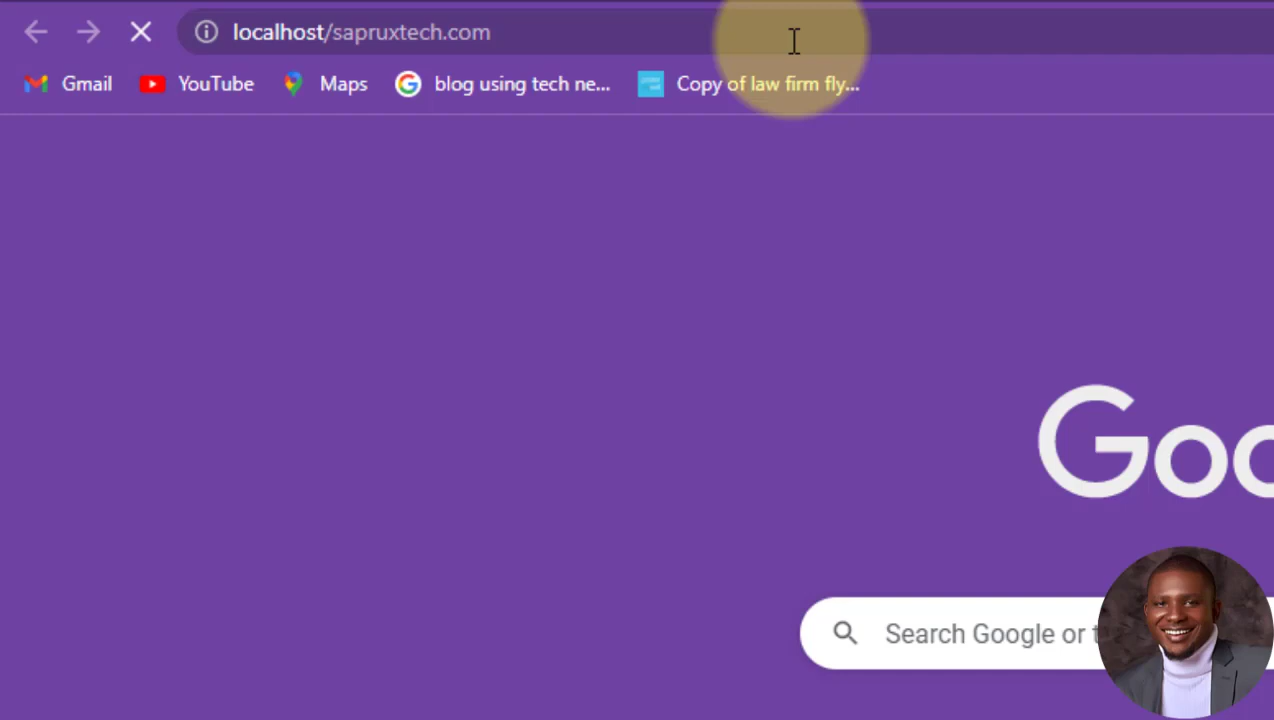 localhost/sapruxtech.com
Gmail YouTube Maps blog using tech ne... Copy of law firm fly...
Goo
Search Google or t